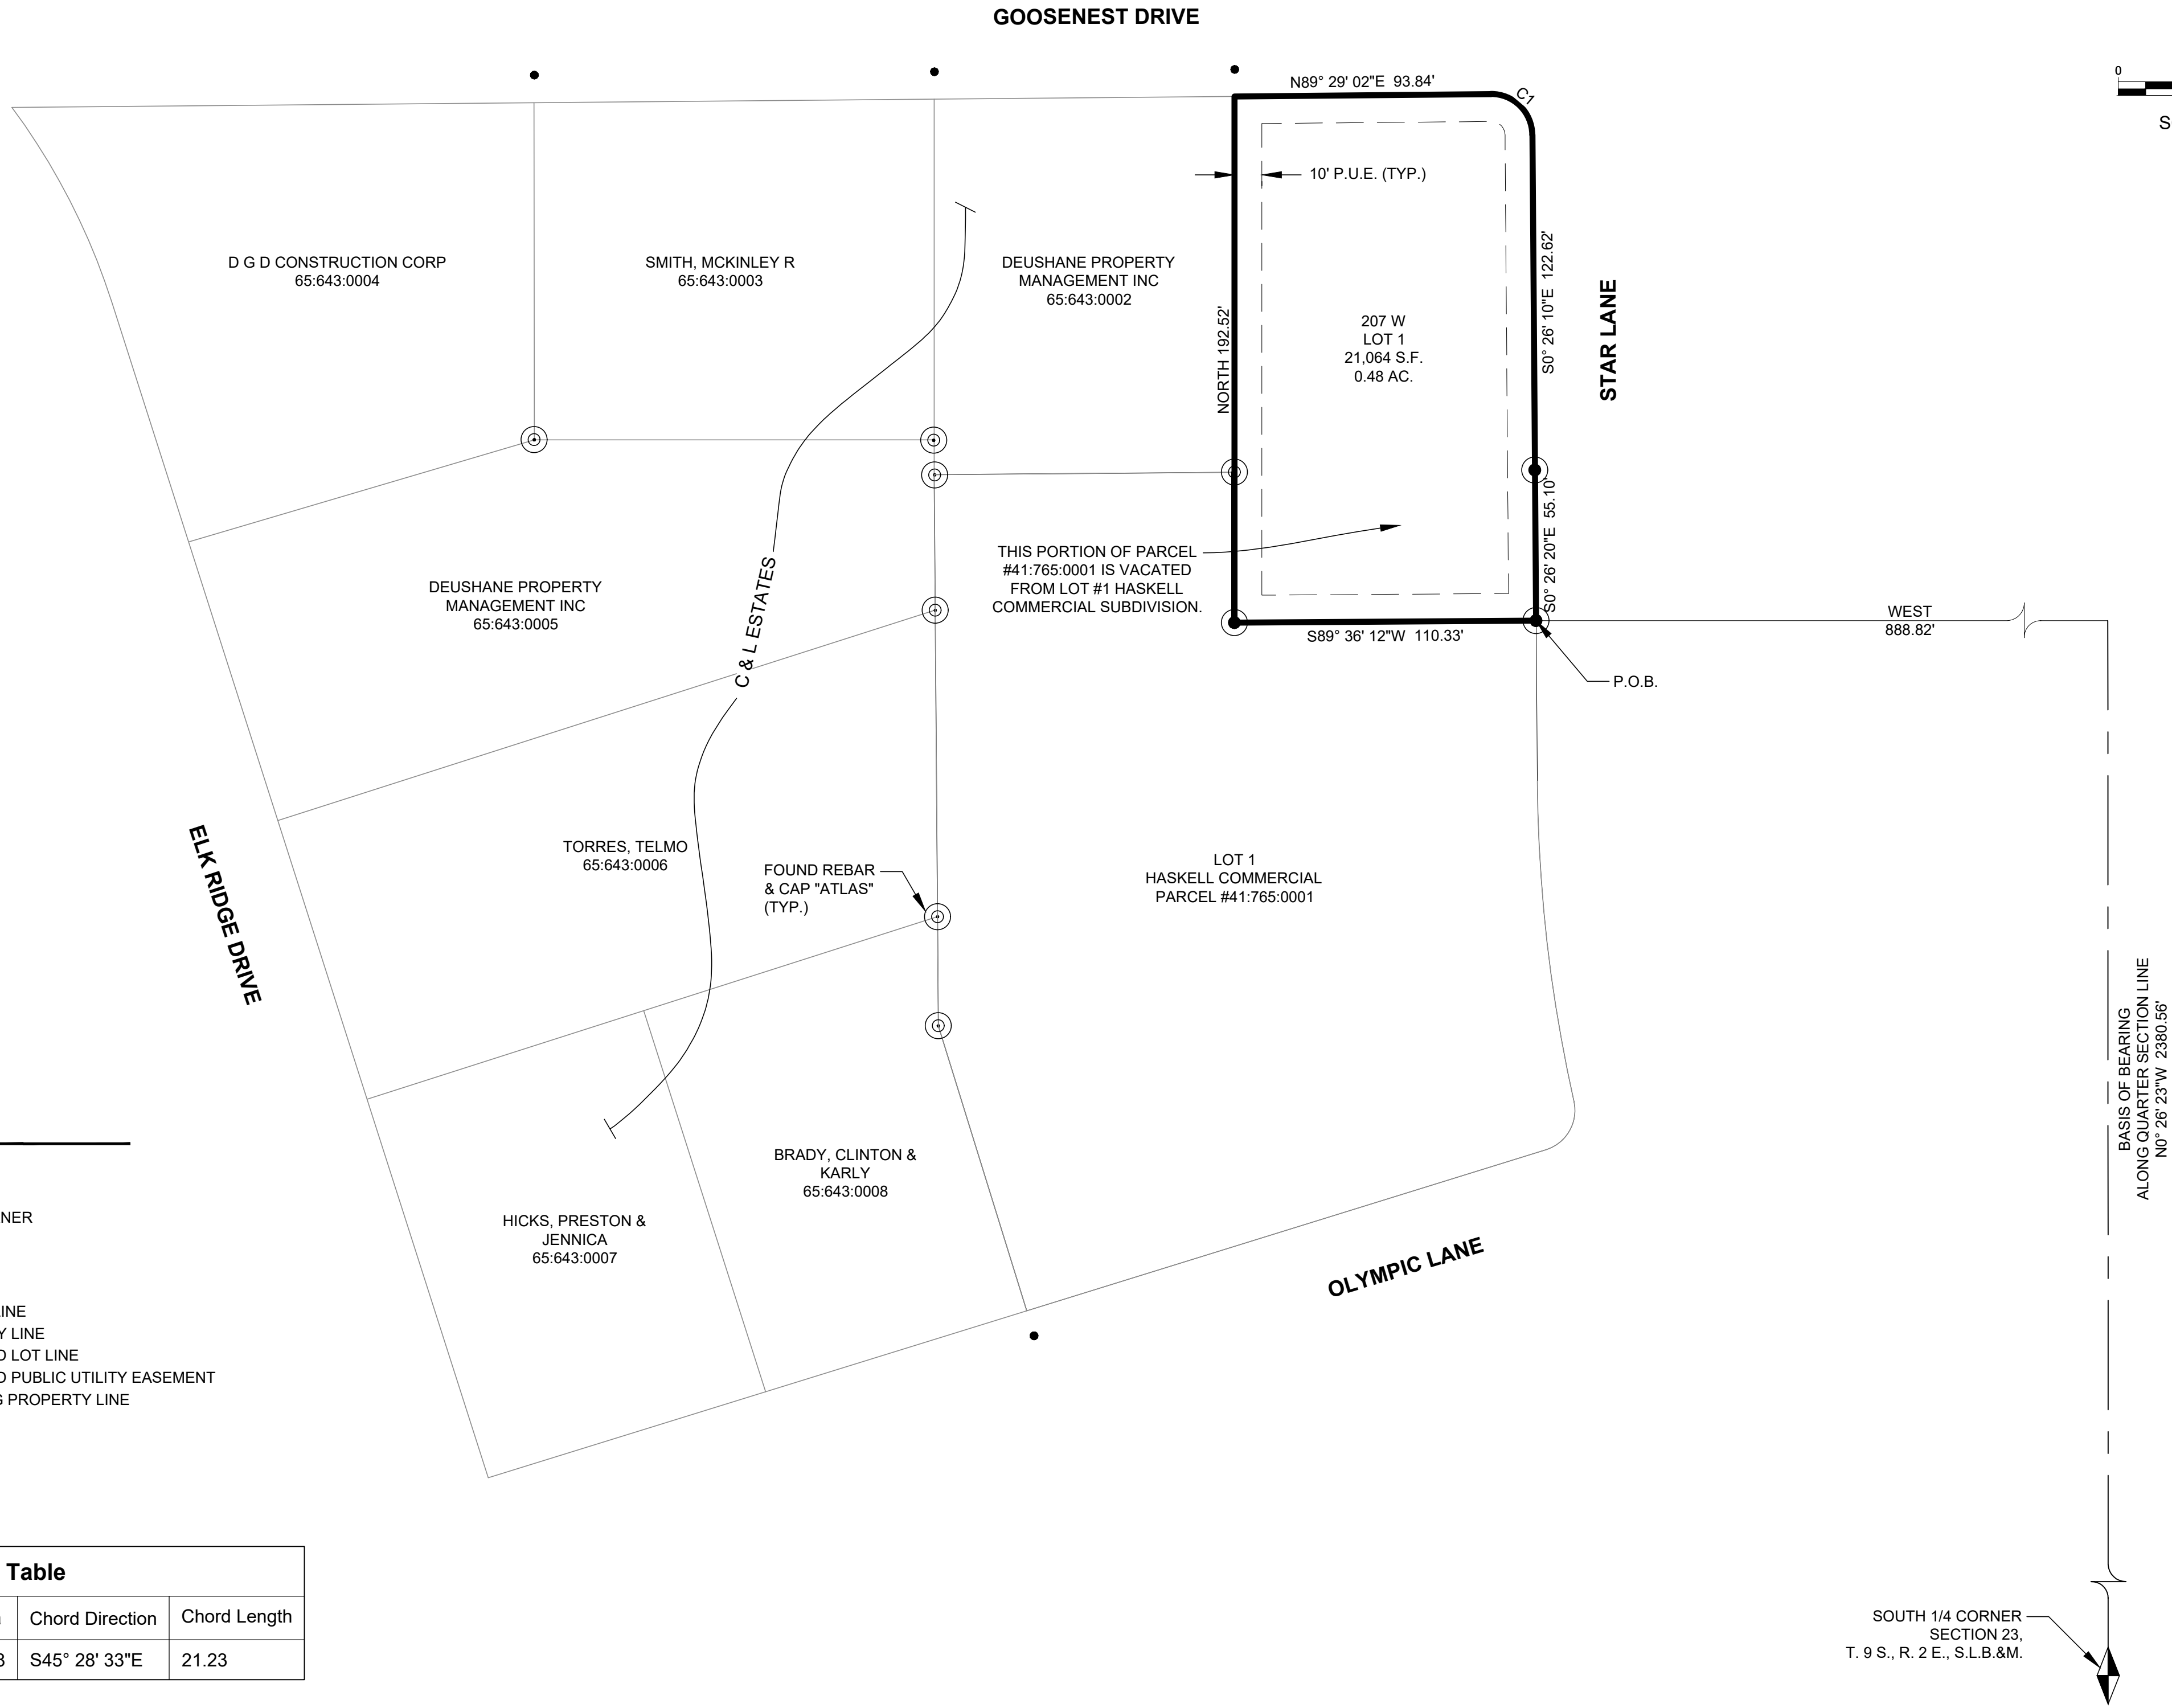 GOOSENEST DRIVE
0
S
N89° 29' 02"E 93.84'
C1
10' P.U.E. (TYP.)
D G D CONSTRUCTION CORP
65:643:0004
SMITH, MCKINLEY R
65:643:0003
DEUSHANE PROPERTY
MANAGEMENT INC
65:643:0002
NORTH 192.52'
207 W
LOT 1
21,064 S.F.
0.48 AC.
S0° 26' 10"E 122.62'
STAR LANE
S0° 26' 20"E 55.10'
THIS PORTION OF PARCEL
#41:765:0001 IS VACATED
FROM LOT #1 HASKELL
COMMERCIAL SUBDIVISION.
DEUSHANE PROPERTY
MANAGEMENT INC
65:643:0005
C & L ESTATES
S89° 36' 12"W 110.33'
WEST
888.82'
P.O.B.
ELK RIDGE DRIVE
TORRES, TELMO
65:643:0006
FOUND REBAR
& CAP "ATLAS"
(TYP.)
LOT 1
HASKELL COMMERCIAL
PARCEL #41:765:0001
BASIS OF BEARING
ALONG QUARTER SECTION LINE
N0° 26' 23"W 2380.56'
BRADY, CLINTON &
KARLY
65:643:0008
HICKS, PRESTON &
JENNICA
65:643:0007
OLYMPIC LANE
NER
INE
Y LINE
D LOT LINE
D PUBLIC UTILITY EASEMENT
G PROPERTY LINE
Table
Chord Direction Chord Length
S45° 28' 33"E 21.23
SOUTH 1/4 CORNER
SECTION 23,
T. 9 S., R. 2 E., S.L.B.&M.